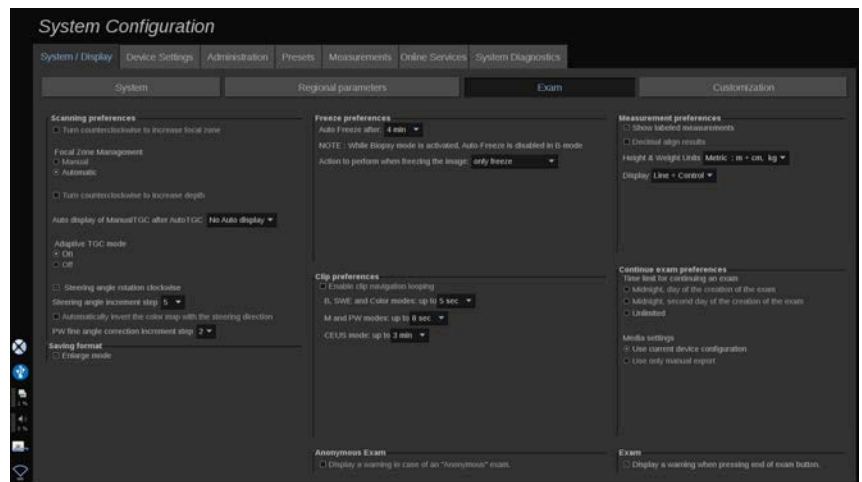 System Configuration
System / Display
Device Settings
Administration
Presets
Measurements
Online Services
System Diagnostics
System
Regional parameters
Exam
Customization
Scanning preferences
Turn counterclockwise to increase focal zone
Focal Zone Management
Manual
Automatic
Turn counterclockwise to increase depth
Auto display of ManualTGC after AutoTGC No Auto display
Adaptive TGC mode
On
Off
Steering angle rotation clockwise
Steering angle increment step 5
Automatically invert the color map with the steering direction
PW fine angle correction increment step 2
Saving format
Enlarge mode
Freeze preferences
Auto Freeze after: 4 min
NOTE : While Biopsy mode is activated, Auto-Freeze is disabled in B mode
Action to perform when freezing the image: only freeze
Clip preferences
Enable clip navigation looping
B, SWE and Color modes: up to 5 sec
M and PW modes: up to 8 sec
CEUS mode: up to 3 min
Anonymous Exam
Display a warning in case of an "Anonymous" exam.
Measurement preferences
Show labeled measurements
Decimal align results
Height & Weight Units Metric : m + cm, kg
Display Line + Control
Continue exam preferences
Time limit for continuing an exam
Midnight, day of the creation of the exam
Midnight, second day of the creation of the exam
Unlimited
Media settings
Use current device configuration
Use only manual export
Exam
Display a warning when pressing end of exam button.